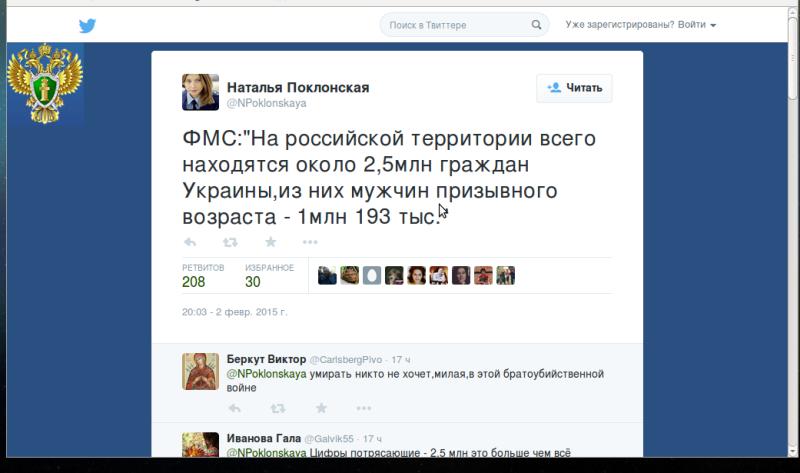 Поиск в Твиттере
Уже зарегистрированы? Войти
Наталья Поклонская
@NPoklonskaya
Читать
ФМС:"На российской территории всего
находятся около 2,5млн граждан
Украины,из них мужчин призывного
возраста - 1млн 193 тыс."
РЕТВИТОВ
208
ИЗБРАННОЕ
30
20:03 - 2 февр. 2015 г.
Беркут Виктор @CarlsbergPivo · 17 ч
@NPoklonskaya умирать никто не хочет,милая,в этой братоубийственной
войне
Иванова Гала @Galvik55 · 17 ч
@NPoklonskaya Цифры потрясающие - 2,5 млн это больше чем всё